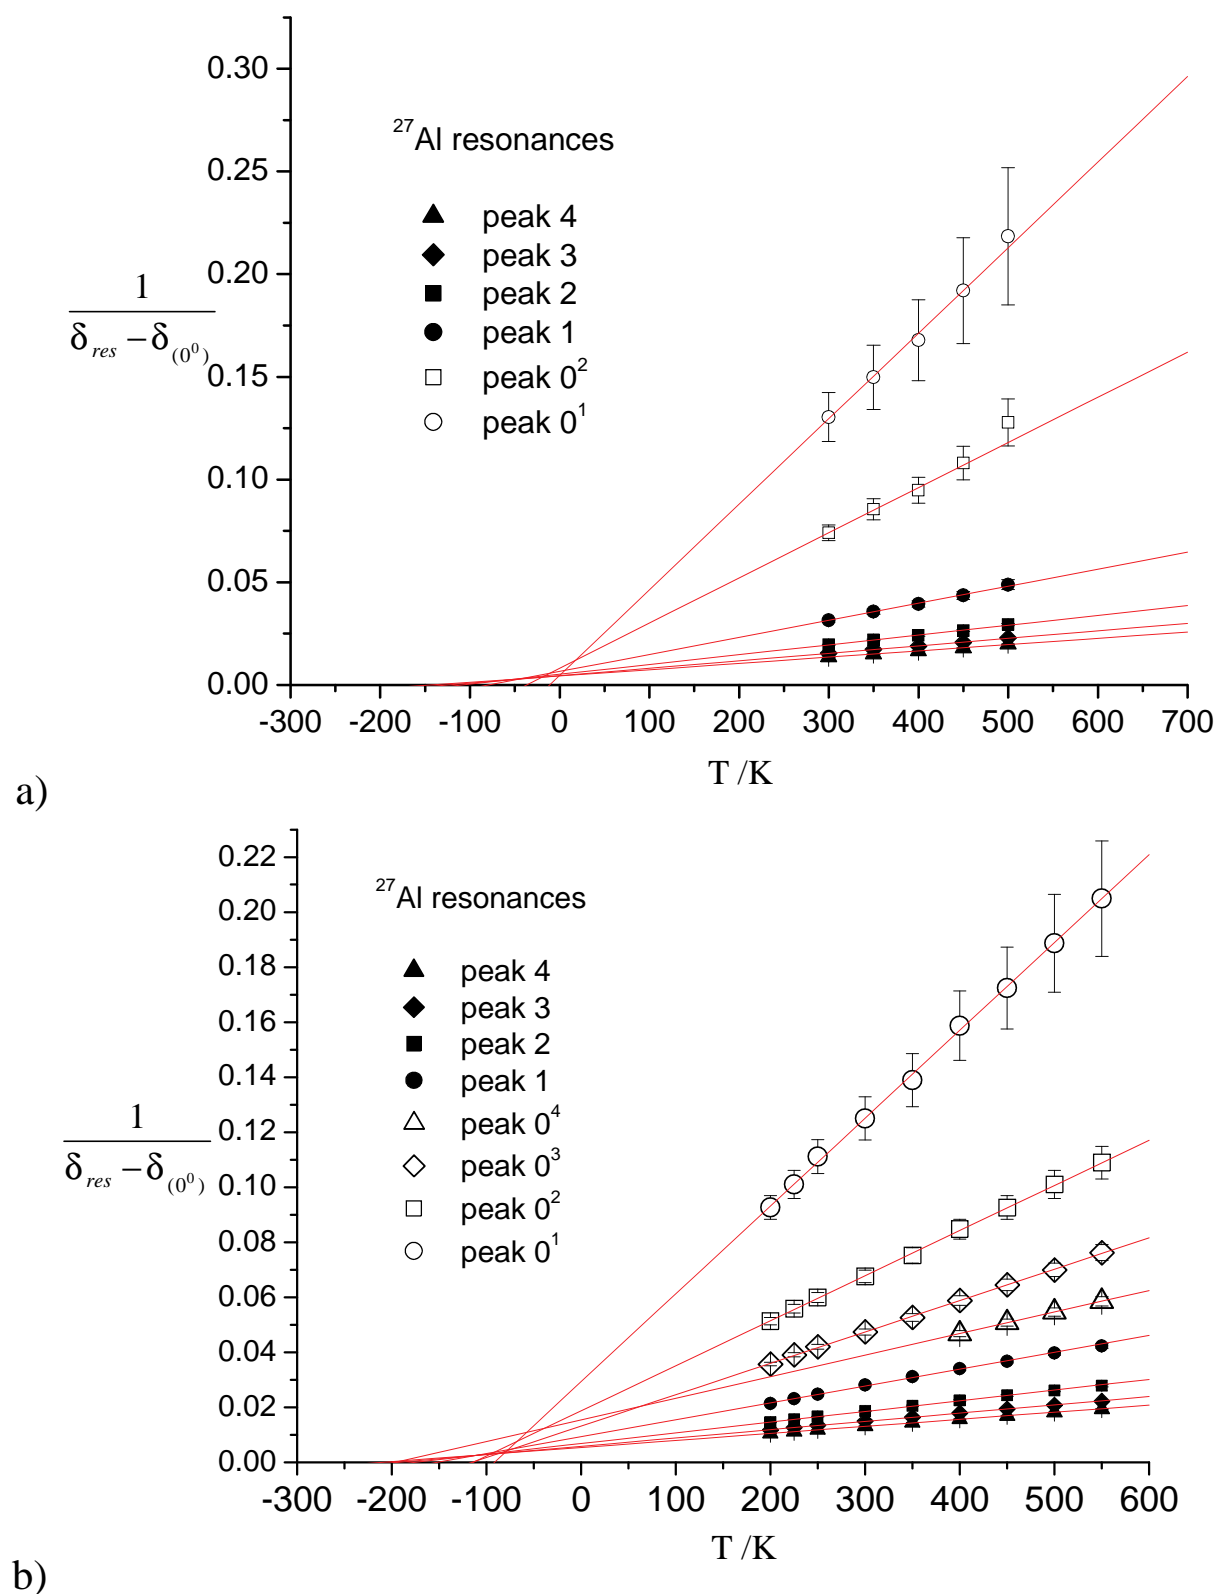 0.30
²⁷Al resonances
0.25
peak 4
0.20
peak 3
peak 2
0.15
peak 1
peak 0²
peak 0¹
1
δres − δ(0⁰)
0.10
0.05
0.00
-300 -200 -100 0 100 200 300 400 500 600 700
T /K
a)
0.22
²⁷Al resonances
0.20
0.18
peak 4
peak 3
0.16
peak 2
0.14
peak 1
peak 0⁴
0.12
peak 0³
peak 0²
peak 0¹
1
δres − δ(0⁰)
0.10
0.08
0.06
0.04
0.02
0.00
-300 -200 -100 0 100 200 300 400 500 600
T /K
b)